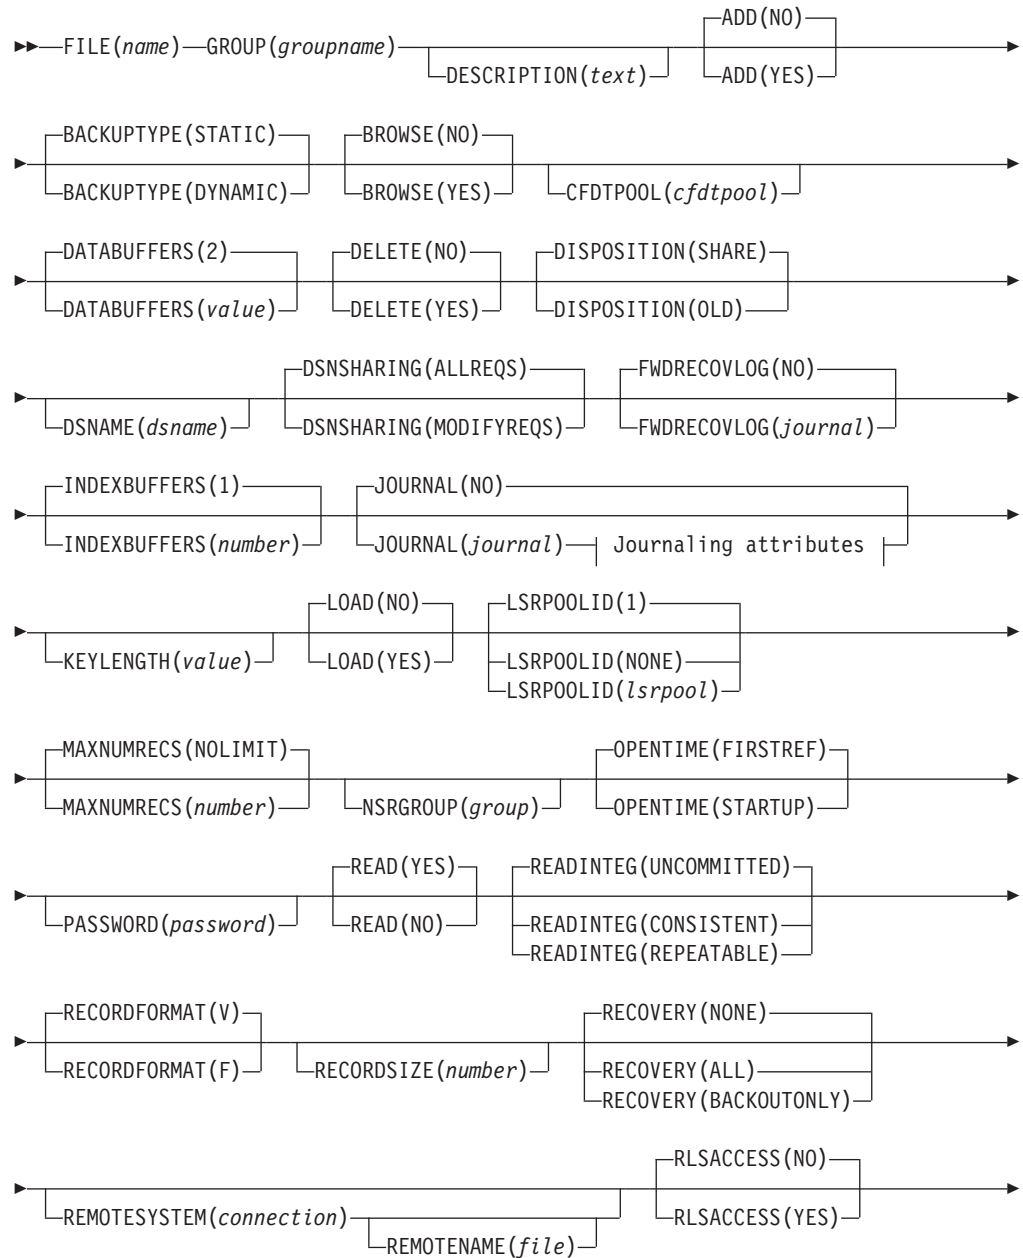 ADD(NO)
FILE(name) GROUP(groupname)
DESCRIPTION(text) ADD(YES)
BACKUPTYPE(STATIC) BROWSE(NO)
BACKUPTYPE(DYNAMIC) BROWSE(YES) CFDTPOOL(cfdtpool)
DATABUFFERS(2) DELETE(NO) DISPOSITION(SHARE)
DATABUFFERS(value) DELETE(YES) DISPOSITION(OLD)
DSNSHARING(ALLREQS) FWDRECOVLOG(NO)
DSNAME(dsname) DSNSHARING(MODIFYREQS) FWDRECOVLOG(journal)
INDEXBUFFERS(1) JOURNAL(NO)
INDEXBUFFERS(number) JOURNAL(journal) Journaling attributes
LOAD(NO) LSRPOOLID(1)
KEYLENGTH(value) LOAD(YES) LSRPOOLID(NONE)
LSRPOOLID(lsrpool)
MAXNUMRECS(NOLIMIT) OPENTIME(FIRSTREF)
MAXNUMRECS(number) NSRGROUP(group) OPENTIME(STARTUP)
READ(YES) READINTEG(UNCOMMITTED)
PASSWORD(password) READ(NO) READINTEG(CONSISTENT)
READINTEG(REPEATABLE)
RECORDFORMAT(V) RECOVERY(NONE)
RECORDFORMAT(F) RECORDSIZE(number) RECOVERY(ALL)
RECOVERY(BACKOUTONLY)
RLSACCESS(NO)
REMOTESYSTEM(connection) RLSACCESS(YES)
REMOTENAME(file)